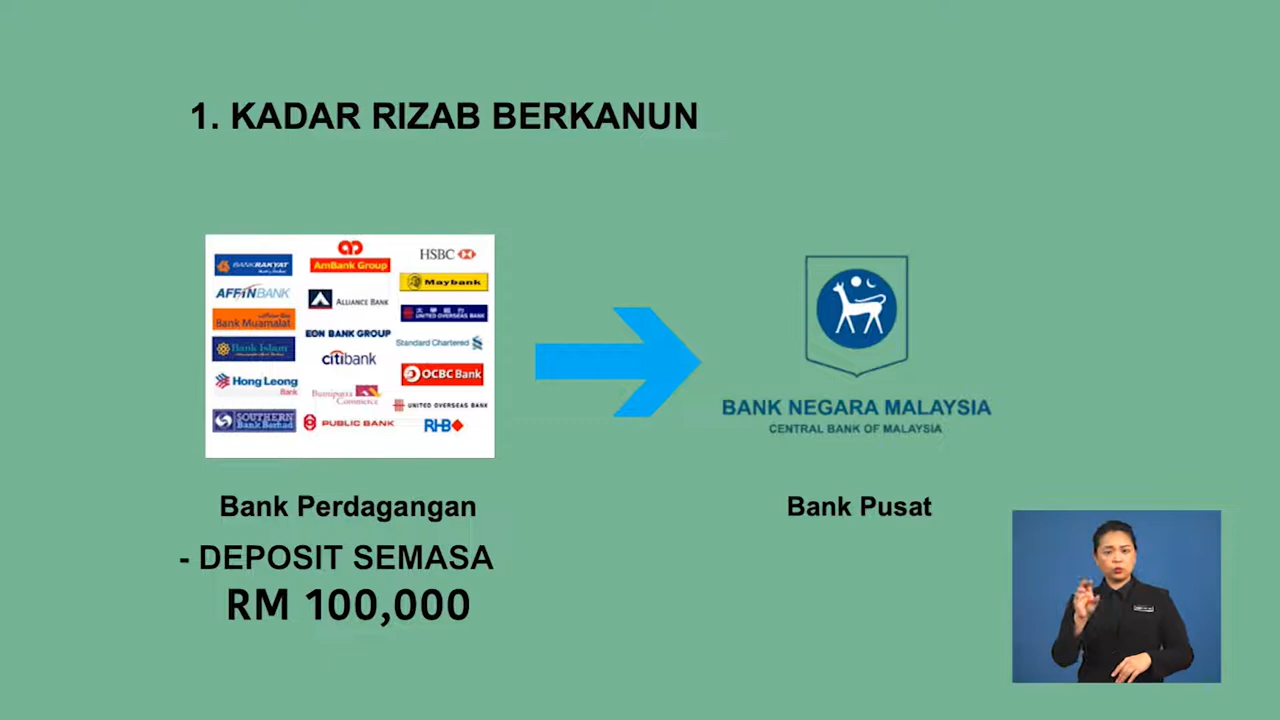 1. KADAR RIZAB BERKANUN
BANK RAKYAT
AFFINBANK
Bank Muamalat
Bank Islam
Hong Leong
Bank
SOUTHERN
Bank Berhad
AmBank Group
ALLIANCE BANK
EON BANK GROUP
citibank
Bumiputra
Commerce
PUBLIC BANK
HSBC
Maybank
UNITED OVERSEAS BANK
Standard Chartered
OCBC Bank
UNITED OVERSEAS BANK
RHB
BANK NEGARA MALAYSIA
CENTRAL BANK OF MALAYSIA
Bank Perdagangan
Bank Pusat
- DEPOSIT SEMASA
RM 100,000